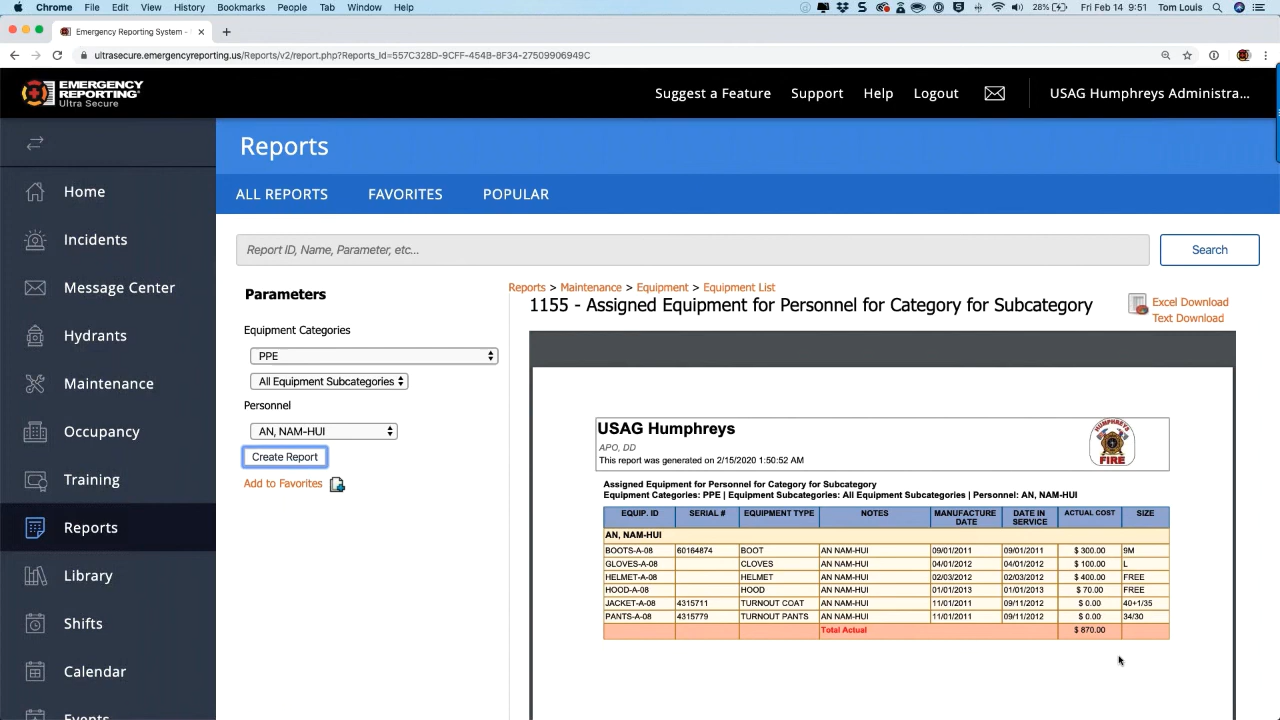 Chrome File Edit View History Bookmarks People Tab Window Help 28% Fri Feb 14 9:51 Tom Louis
Emergency Reporting System -
ultrasecure.emergencyreporting.us/Reports/v2/report.php?Reports_Id=557C328D-9CFF-454B-8F34-27509906949C
EMERGENCY
REPORTING
Ultra Secure
Suggest a Feature Support Help Logout USAG Humphreys Administra...
Reports
ALL REPORTS FAVORITES POPULAR
Home
Incidents
Message Center
Hydrants
Maintenance
Occupancy
Training
Reports
Library
Shifts
Calendar
Events
Report ID, Name, Parameter, etc... Search
Parameters
Equipment Categories
PPE
All Equipment Subcategories
Personnel
AN, NAM-HUI
Create Report
Add to Favorites
Reports > Maintenance > Equipment > Equipment List
1155 - Assigned Equipment for Personnel for Category for Subcategory
Excel Download
Text Download
USAG Humphreys
APO, DD
This report was generated on 2/15/2020 1:50:52 AM
HUMPHREYS
FIRE
Assigned Equipment for Personnel for Category for Subcategory
Equipment Categories: PPE | Equipment Subcategories: All Equipment Subcategories | Personnel: AN, NAM-HUI
EQUIP. ID SERIAL # EQUIPMENT TYPE NOTES MANUFACTURE DATE DATE IN SERVICE ACTUAL COST SIZE
AN, NAM-HUI
BOOTS-A-08 60164874 BOOT AN NAM-HUI 09/01/2011 09/01/2011 $ 300.00 9M
GLOVES-A-08 CLOVES AN NAM-HUI 04/01/2012 04/01/2012 $ 100.00 L
HELMET-A-08 HELMET AN NAM-HUI 02/03/2012 02/03/2012 $ 400.00 FREE
HOOD-A-08 HOOD AN NAM-HUI 01/01/2013 01/01/2013 $ 70.00 FREE
JACKET-A-08 4315711 TURNOUT COAT AN NAM-HUI 11/01/2011 09/11/2012 $ 0.00 40+1/35
PANTS-A-08 4315779 TURNOUT PANTS AN NAM-HUI 11/01/2011 09/11/2012 $ 0.00 34/30
Total Actual $ 870.00